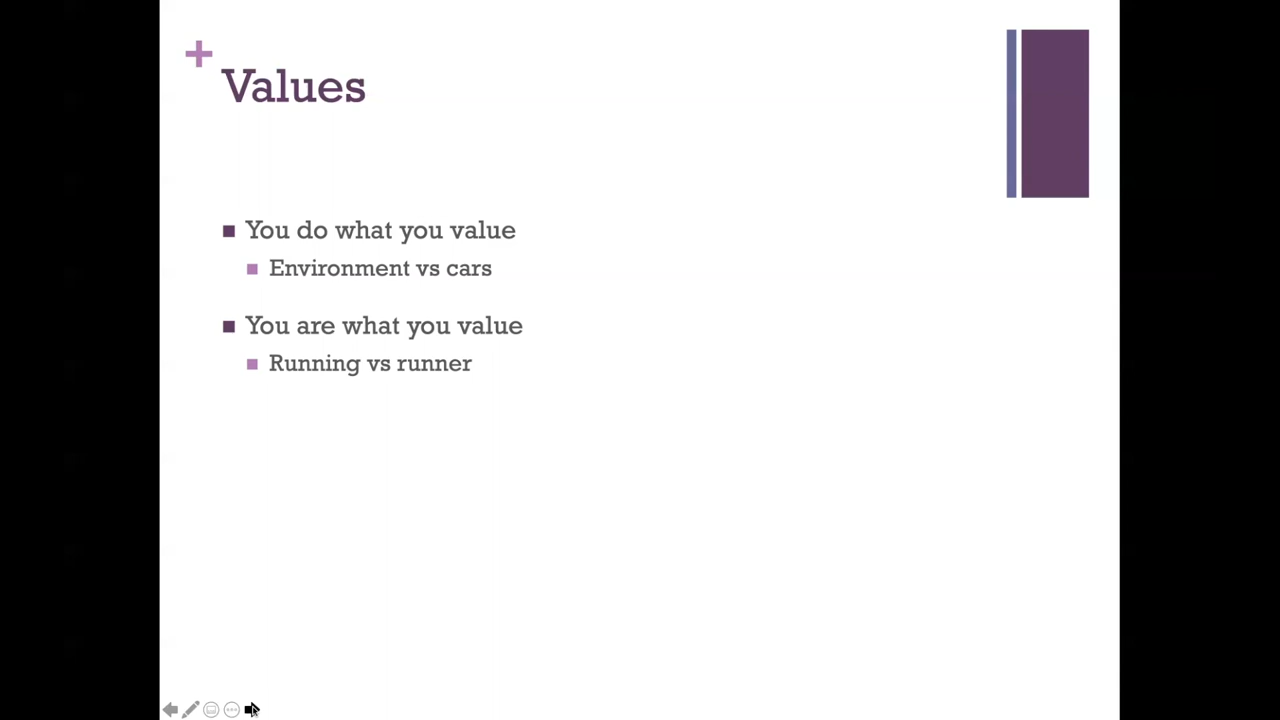 +
Values
You do what you value
Environment vs cars
You are what you value
Running vs runner